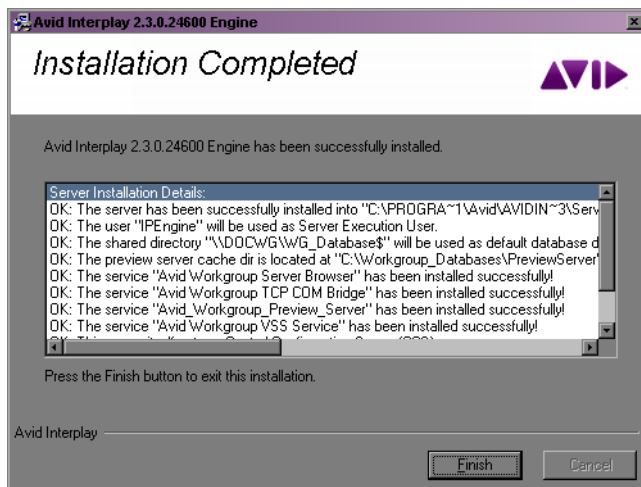 Avid Interplay 2.3.0.24600 Engine
Installation Completed
AVID
Avid Interplay 2.3.0.24600 Engine has been successfully installed.
Server Installation Details:
OK: The server has been successfully installed into "C:\PROGRA~1\Avid\AVIDIN~3\Serv
OK: The user "IPEngine" will be used as Server Execution User.
OK: The shared directory "\\DOCWG\WG_Database$" will be used as default database d
OK: The preview server cache dir is located at "C:\Workgroup_Databases\PreviewServer"
OK: The service "Avid Workgroup Server Browser" has been installed successfully!
OK: The service "Avid Workgroup TCP COM Bridge" has been installed successfully!
OK: The service "Avid_Workgroup_Preview_Server" has been installed successfully!
OK: The service "Avid Workgroup VSS Service" has been installed successfully!
Press the Finish button to exit this installation.
Avid Interplay
Finish Cancel